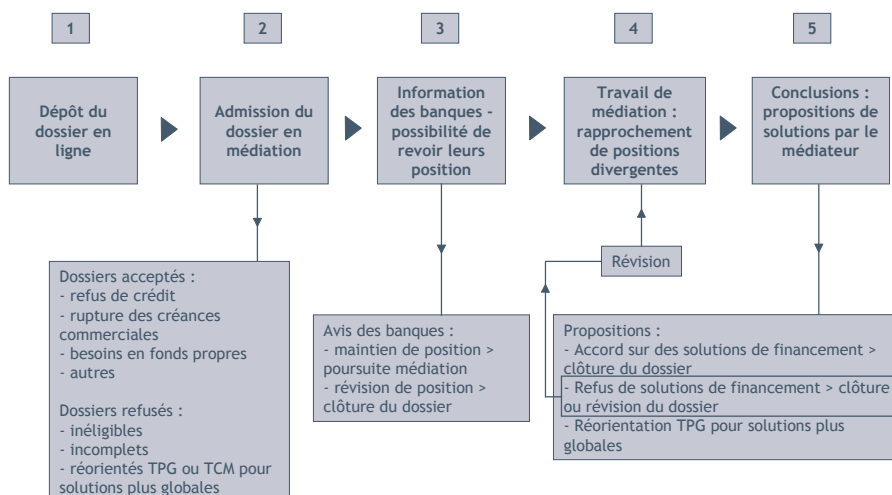 1
2
3
4
5
Dépôt du
dossier en
ligne
Admission du
dossier en
médiation
Information
des banques -
possibilité de
revoir leurs
position
Travail de
médiation :
rapprochement
de positions
divergentes
Conclusions :
propositions de
solutions par le
médiateur
Révision
Dossiers acceptés :
- refus de crédit
- rupture des créances
commerciales
- besoins en fonds propres
- autres
Dossiers refusés :
- inéligibles
- incomplets
- réorientés TPG ou TCM pour
solutions plus globales
Avis des banques :
- maintien de position >
poursuite médiation
- révision de position >
clôture du dossier
Propositions :
- Accord sur des solutions de financement >
clôture du dossier
- Refus de solutions de financement > clôture
ou révision du dossier
- Réorientation TPG pour solutions plus
globales